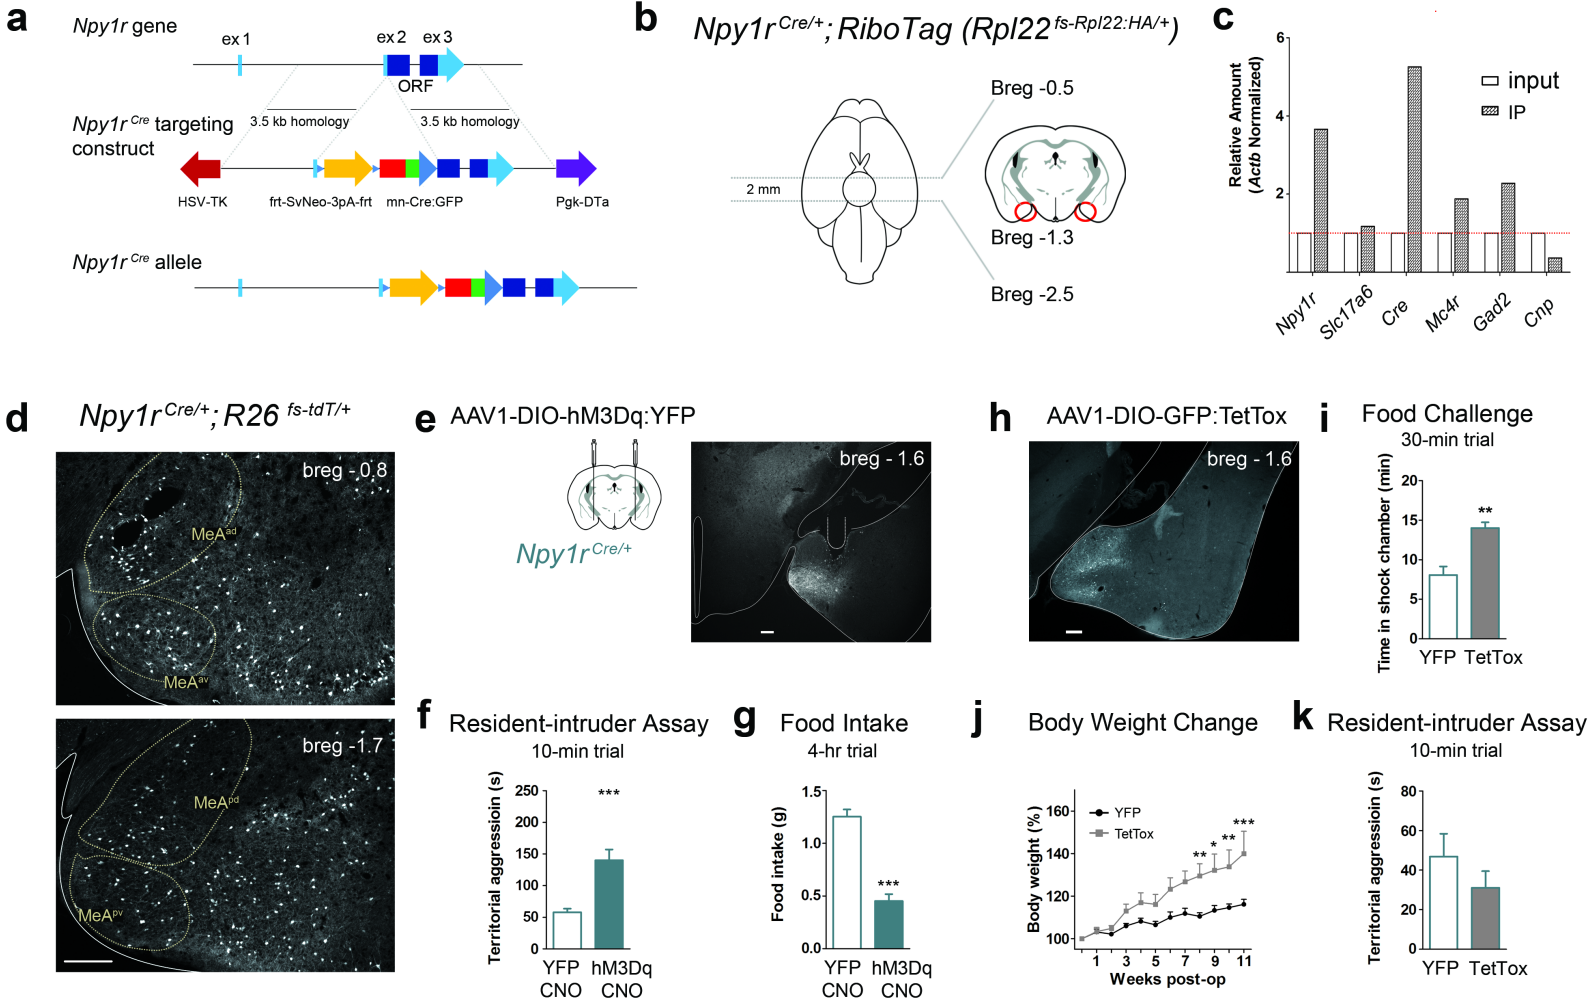 a
Npy1r gene
ex 1
ex 2
ex 3
ORF
3.5 kb homology
3.5 kb homology
Npy1r Cre targeting
construct
HSV-TK
frt-SvNeo-3pA-frt
mn-Cre:GFP
Pgk-DTa
Npy1r Cre allele
b
Npy1r Cre/+; RiboTag (Rpl22 fs-Rpl22:HA/+)
Breg -0.5
2 mm
Breg -1.3
Breg -2.5
c
Relative Amount
(Actb Normalized)
6
4
2
input
IP
Npy1r
Slc17a6
Cre
Mc4r
Gad2
Cnp
d
Npy1r Cre/+; R26 fs-tdT/+
breg - 0.8
MeAad
MeAav
breg -1.7
MeApd
MeApv
e
AAV1-DIO-hM3Dq:YFP
Npy1r Cre/+
breg - 1.6
f
Resident-intruder Assay
10-min trial
Territorial aggressioin (s)
250
200
150
100
50
0
***
YFP
CNO
hM3Dq
CNO
g
Food Intake
4-hr trial
Food intake (g)
1.5
1.0
0.5
0.0
***
YFP
CNO
hM3Dq
CNO
h
AAV1-DIO-GFP:TetTox
breg - 1.6
i
Food Challenge
30-min trial
Time in shock chamber (min)
20
15
10
5
0
**
YFP
TetTox
j
Body Weight Change
Body weight (%)
160
140
120
100
YFP
TetTox
**
*
**
***
1
3
5
7
9
11
Weeks post-op
k
Resident-intruder Assay
10-min trial
Territorial aggressioin (s)
80
60
40
20
0
YFP
TetTox